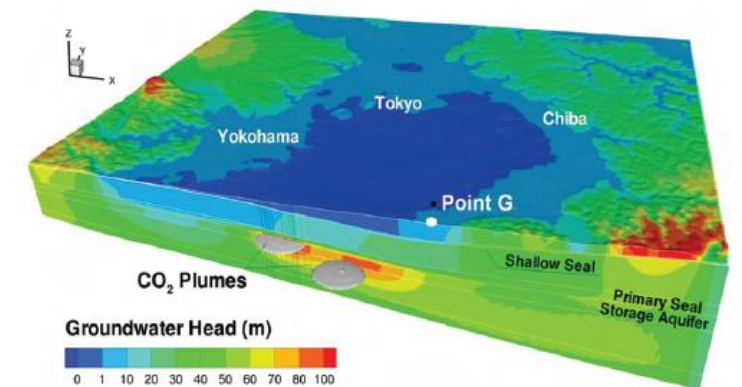 Z
Y
X
Tokyo
Chiba
Yokohama
Point G
Shallow Seal
CO₂ Plumes
Primary Seal
Storage Aquifer
Groundwater Head (m)
0 1 10 20 30 40 50 60 70 80 100